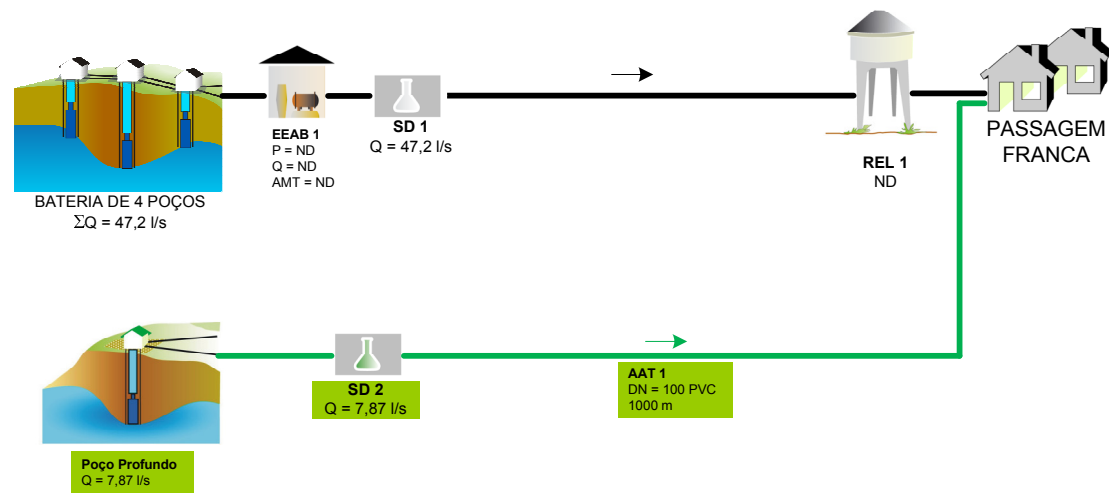 EEAB 1
P = ND
Q = ND
AMT = ND
SD 1
Q = 47,2 l/s
REL 1
ND
PASSAGEM
FRANCA
BATERIA DE 4 POÇOS
ΣQ = 47,2 l/s
SD 2
Q = 7,87 l/s
AAT 1
DN = 100 PVC
1000 m
Poço Profundo
Q = 7,87 l/s